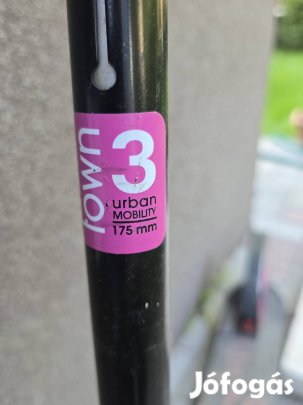 town
3
urban
MOBILITY
175 mm
Jófogás